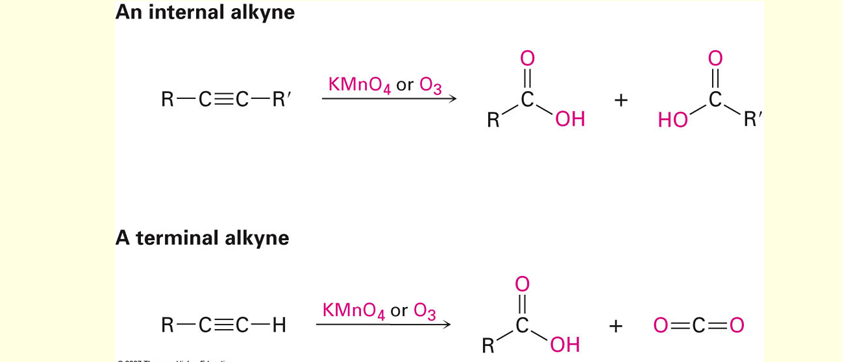 An internal alkyne
R—C≡C—R′ KMnO₄ or O₃ R C O OH + HO C O R′
A terminal alkyne
R—C≡C—H KMnO₄ or O₃ R C O OH + O=C=O